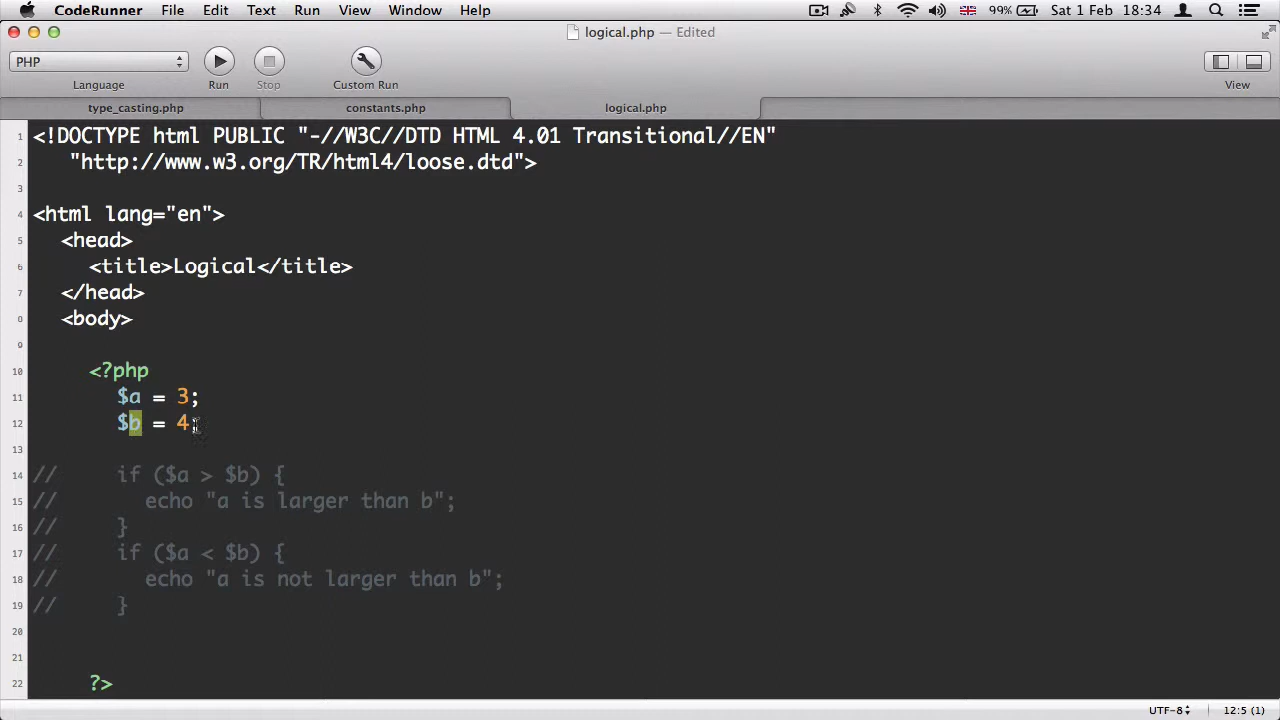 CodeRunner File Edit Text Run View Window Help 99% Sat 1 Feb 18:34
logical.php — Edited
PHP
Language Run Stop Custom Run View
type_casting.php constants.php logical.php
1 <!DOCTYPE html PUBLIC "-//W3C//DTD HTML 4.01 Transitional//EN"
2 "http://www.w3.org/TR/html4/loose.dtd">
3
4 <html lang="en">
5 <head>
6 <title>Logical</title>
7 </head>
8 <body>
9
10 <?php
11 $a = 3;
12 $b = 4;
13
14 // if ($a > $b) {
15 // echo "a is larger than b";
16 // }
17 // if ($a < $b) {
18 // echo "a is not larger than b";
19 // }
20
21
22 ?>
UTF-8 12:5 (1)